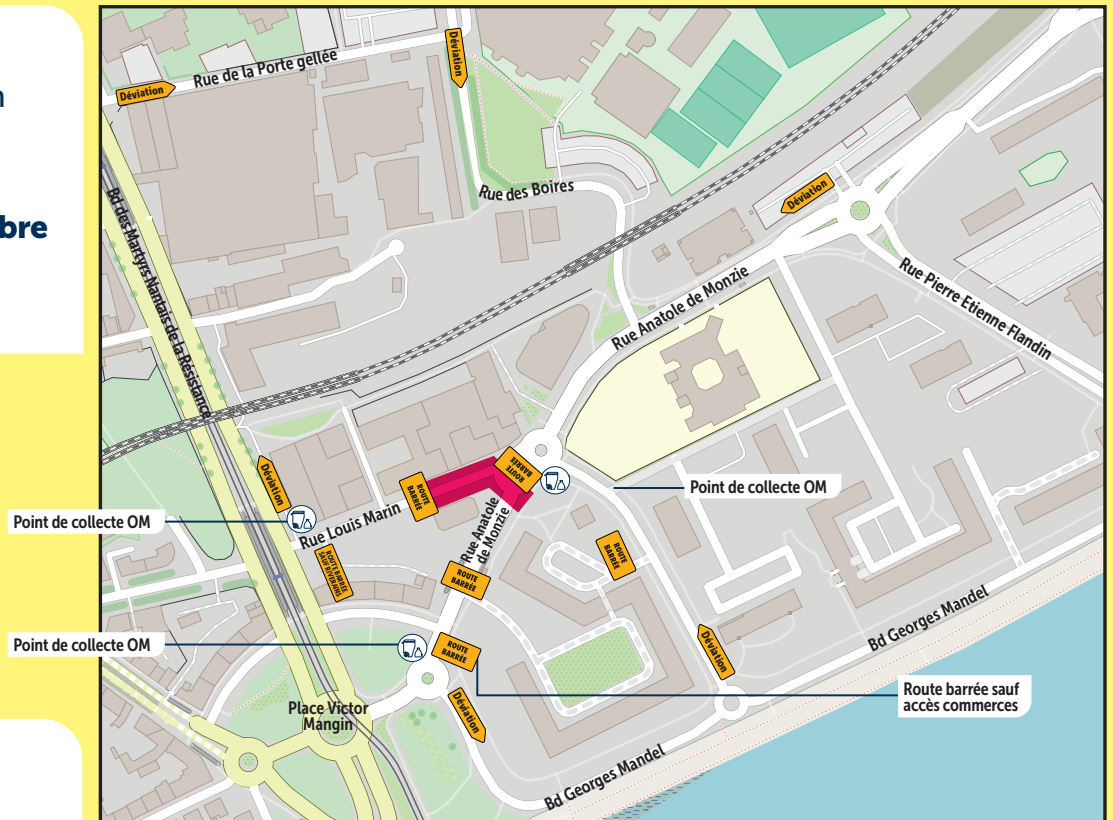 n
bre
Déviation
Rue de la Porte gellée
Déviation
Rue des Boires
Déviation
Bd des Martyrs Nantais de la Résistance
Rue Anatole de Monzie
Rue Pierre Etienne Flandin
ROUTE
BARRÉE
ROUTE
BARRÉE
Déviation
Point de collecte OM
Point de collecte OM
Rue Louis Marin
Rue Anatole
de Monzie
ROUTE BARRÉE
SAUF RIVERAINS
ROUTE
BARRÉE
ROUTE
BARRÉE
Point de collecte OM
ROUTE
BARRÉE
Déviation
Bd Georges Mandel
Route barrée sauf
accès commerces
Place Victor
Mangin
Déviation
Bd Georges Mandel